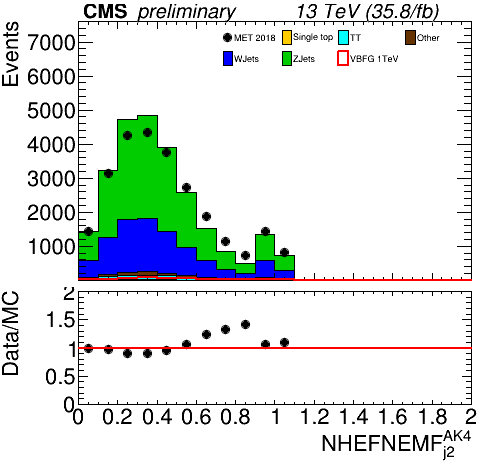 CMS preliminary 13 TeV (35.8/fb)
Events
7000
6000
5000
4000
3000
2000
1000
MET 2018 Single top TT Other
WJets ZJets VBFG 1TeV
Data/MC
2
1.5
1
0.5
0
0 0.2 0.4 0.6 0.8 1 1.2 1.4 1.6 1.8 2
NHEFNEMF^{AK4}_{j2}